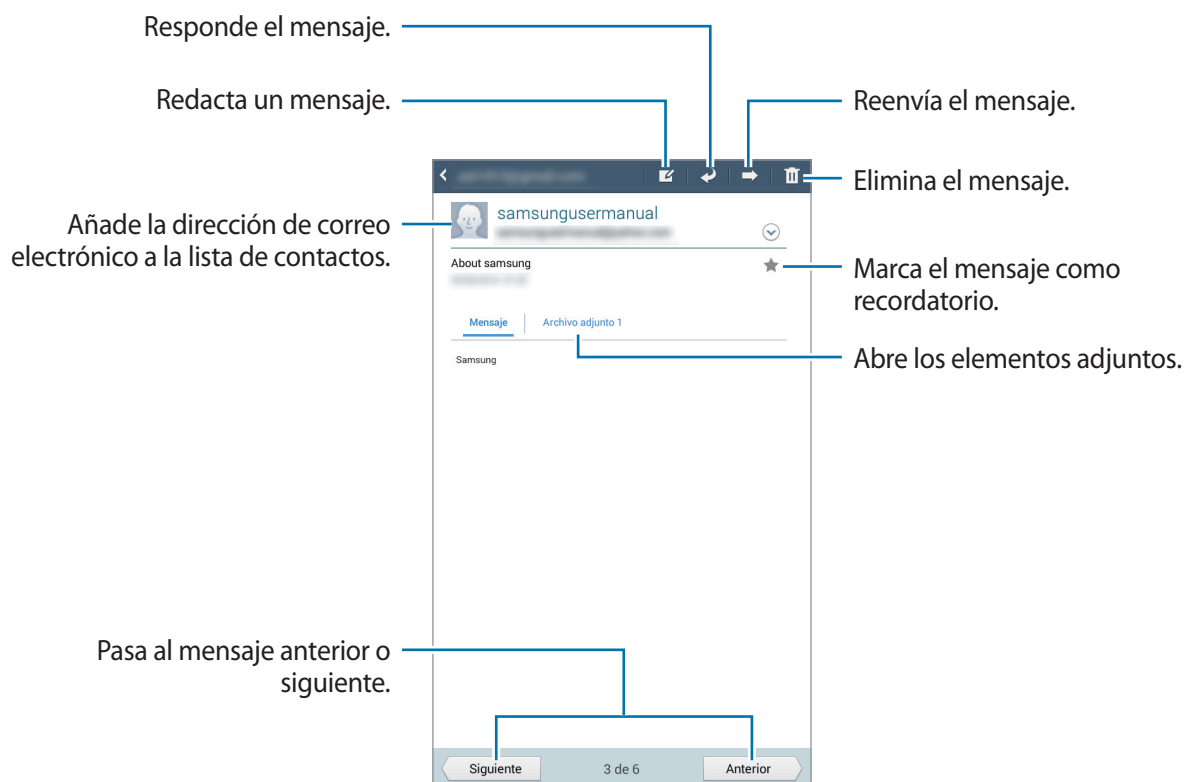 Responde el mensaje.
Redacta un mensaje.
Reenvía el mensaje.
Elimina el mensaje.
Añade la dirección de correo
electrónico a la lista de contactos.
samsungusermanual
About samsung
Marca el mensaje como
recordatorio.
Mensaje
Archivo adjunto 1
Abre los elementos adjuntos.
Samsung
Pasa al mensaje anterior o
siguiente.
Siguiente
3 de 6
Anterior